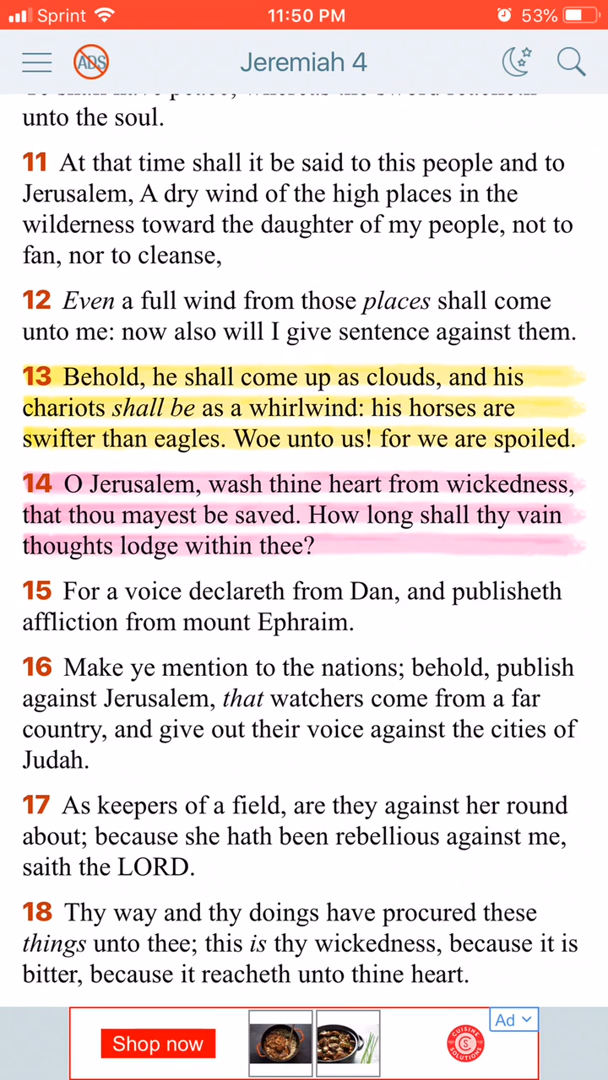 Sprint 11:50 PM 53%
ADS Jeremiah 4
unto the soul.
11 At that time shall it be said to this people and to
Jerusalem, A dry wind of the high places in the
wilderness toward the daughter of my people, not to
fan, nor to cleanse,
12 Even a full wind from those places shall come
unto me: now also will I give sentence against them.
13 Behold, he shall come up as clouds, and his
chariots shall be as a whirlwind: his horses are
swifter than eagles. Woe unto us! for we are spoiled.
14 O Jerusalem, wash thine heart from wickedness,
that thou mayest be saved. How long shall thy vain
thoughts lodge within thee?
15 For a voice declareth from Dan, and publisheth
affliction from mount Ephraim.
16 Make ye mention to the nations; behold, publish
against Jerusalem, that watchers come from a far
country, and give out their voice against the cities of
Judah.
17 As keepers of a field, are they against her round
about; because she hath been rebellious against me,
saith the LORD.
18 Thy way and thy doings have procured these
things unto thee; this is thy wickedness, because it is
bitter, because it reacheth unto thine heart.
Ad
Shop now
CUISINE
SOLUTIONS